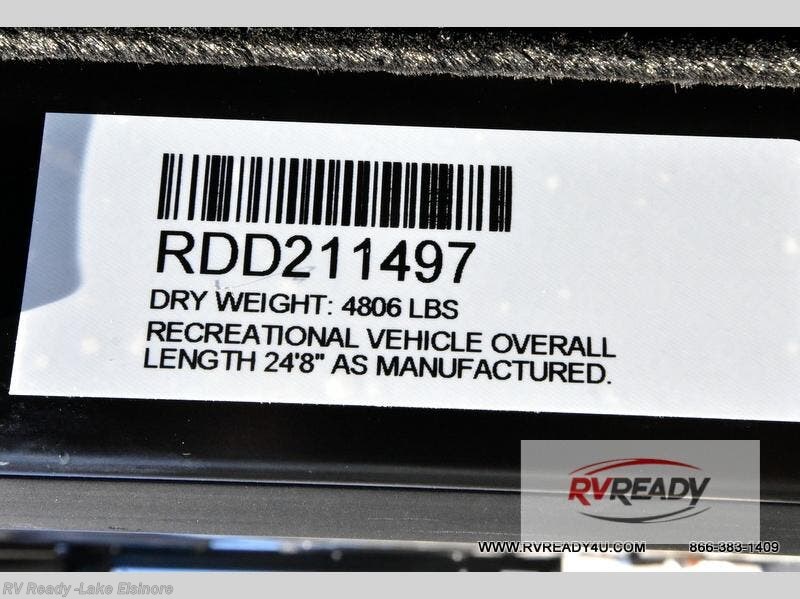 RDD211497
DRY WEIGHT: 4806 LBS
RECREATIONAL VEHICLE OVERALL
LENGTH 24'8" AS MANUFACTURED.
RVREADY
WWW.RVREADY4U.COM 866-383-1409
RV Ready -Lake Elsinore